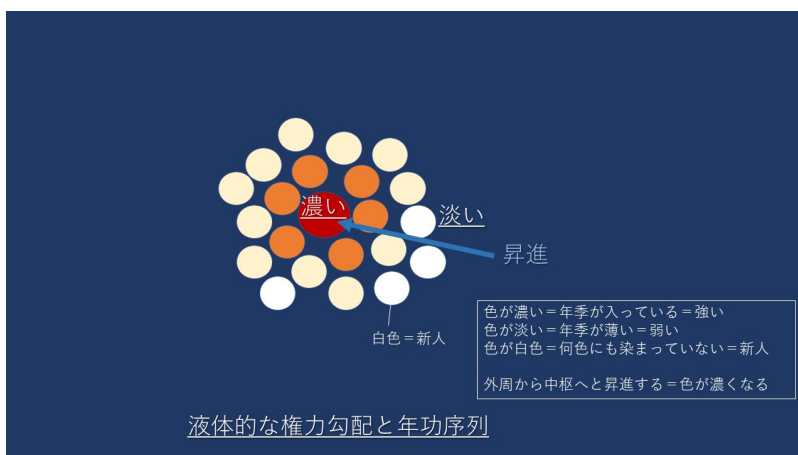 濃い
淡い
昇進
白色＝新人
色が濃い＝年季が入っている＝強い
色が淡い＝年季が薄い＝弱い
色が白色＝何色にも染まっていない＝新人
外周から中枢へと昇進する＝色が濃くなる
液体的な権力勾配と年功序列